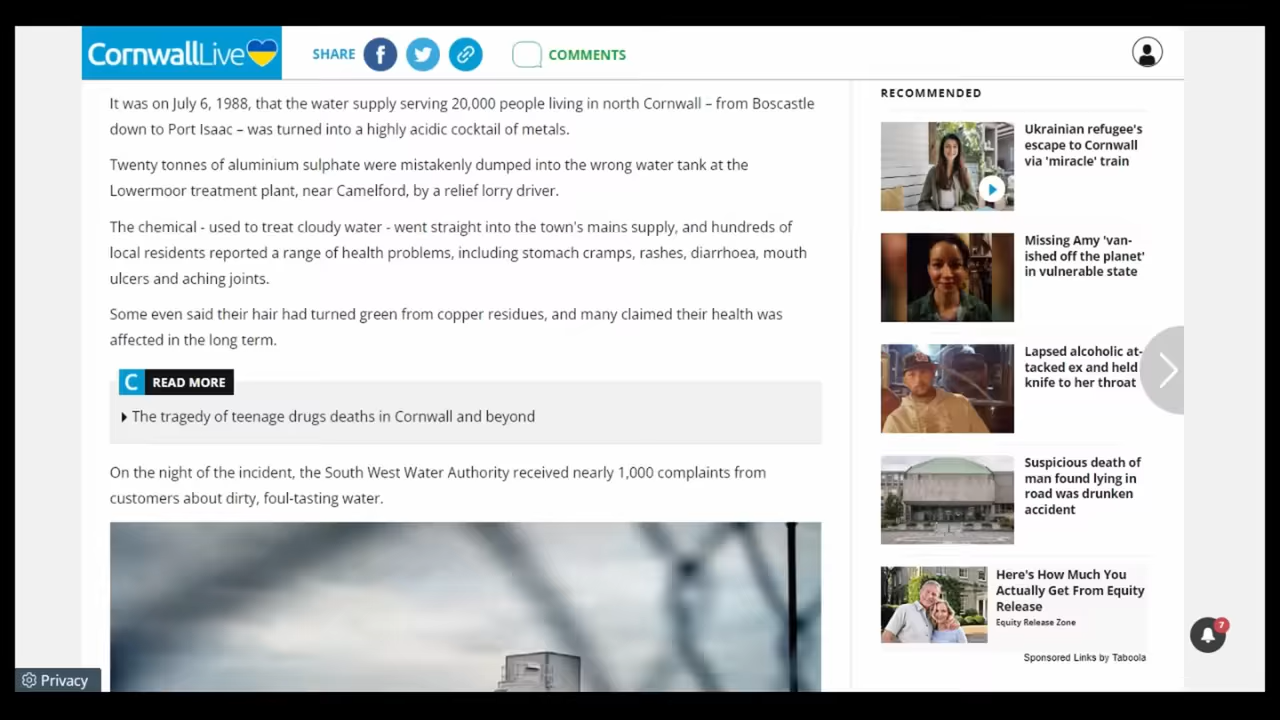 CornwallLive
SHARE
COMMENTS
It was on July 6, 1988, that the water supply serving 20,000 people living in north Cornwall – from Boscastle
down to Port Isaac – was turned into a highly acidic cocktail of metals.
Twenty tonnes of aluminium sulphate were mistakenly dumped into the wrong water tank at the
Lowermoor treatment plant, near Camelford, by a relief lorry driver.
The chemical - used to treat cloudy water - went straight into the town's mains supply, and hundreds of
local residents reported a range of health problems, including stomach cramps, rashes, diarrhoea, mouth
ulcers and aching joints.
Some even said their hair had turned green from copper residues, and many claimed their health was
affected in the long term.
C READ MORE
The tragedy of teenage drugs deaths in Cornwall and beyond
On the night of the incident, the South West Water Authority received nearly 1,000 complaints from
customers about dirty, foul-tasting water.
Privacy
RECOMMENDED
Ukrainian refugee's
escape to Cornwall
via 'miracle' train
Missing Amy 'van-
ished off the planet'
in vulnerable state
Lapsed alcoholic at-
tacked ex and held
knife to her throat
Suspicious death of
man found lying in
road was drunken
accident
Here's How Much You
Actually Get From Equity
Release
Equity Release Zone
Sponsored Links by Taboola
7